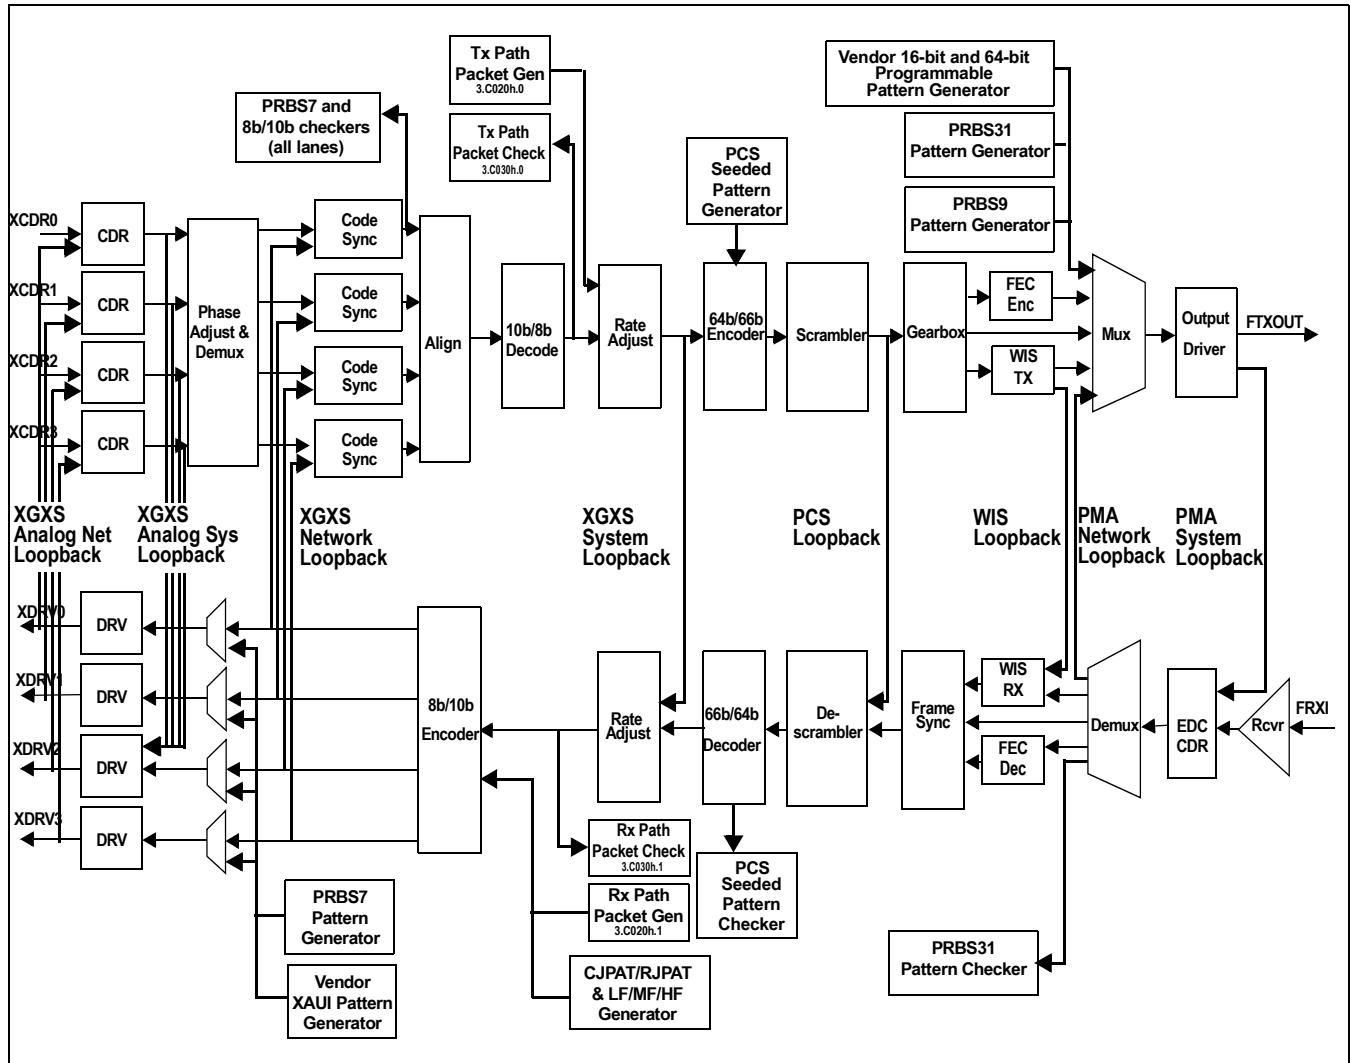 Tx Path
Packet Gen
3.C020h.0
Vendor 16-bit and 64-bit
Programmable
Pattern Generator
PRBS7 and
8b/10b checkers
(all lanes)
Tx Path
Packet Check
3.C030h.0
PRBS31
Pattern Generator
PCS
Seeded
Pattern
Generator
PRBS9
Pattern Generator
XCDR0
CDR
XCDR1
CDR
XCDR2
CDR
XCDR3
CDR
Phase
Adjust &
Demux
Code
Sync
Code
Sync
Code
Sync
Code
Sync
Align
10b/8b
Decode
Rate
Adjust
64b/66b
Encoder
Scrambler
Gearbox
FEC
Enc
WIS
TX
Mux
Output
Driver
FTXOUT
XGXS
Analog Net
Loopback
XGXS
Analog Sys
Loopback
XGXS
Network
Loopback
XGXS
System
Loopback
PCS
Loopback
WIS
Loopback
PMA
Network
Loopback
PMA
System
Loopback
XDRV0
DRV
XDRV1
DRV
XDRV2
DRV
XDRV3
DRV
8b/10b
Encoder
Rate
Adjust
66b/64b
Decoder
De-
scrambler
Frame
Sync
WIS
RX
FEC
Dec
Demux
EDC
CDR
Rcvr
FRXI
Rx Path
Packet Check
3.C030h.1
Rx Path
Packet Gen
3.C020h.1
PCS
Seeded
Pattern
Checker
PRBS7
Pattern
Generator
Vendor
XAUI Pattern
Generator
CJPAT/RJPAT
& LF/MF/HF
Generator
PRBS31
Pattern Checker